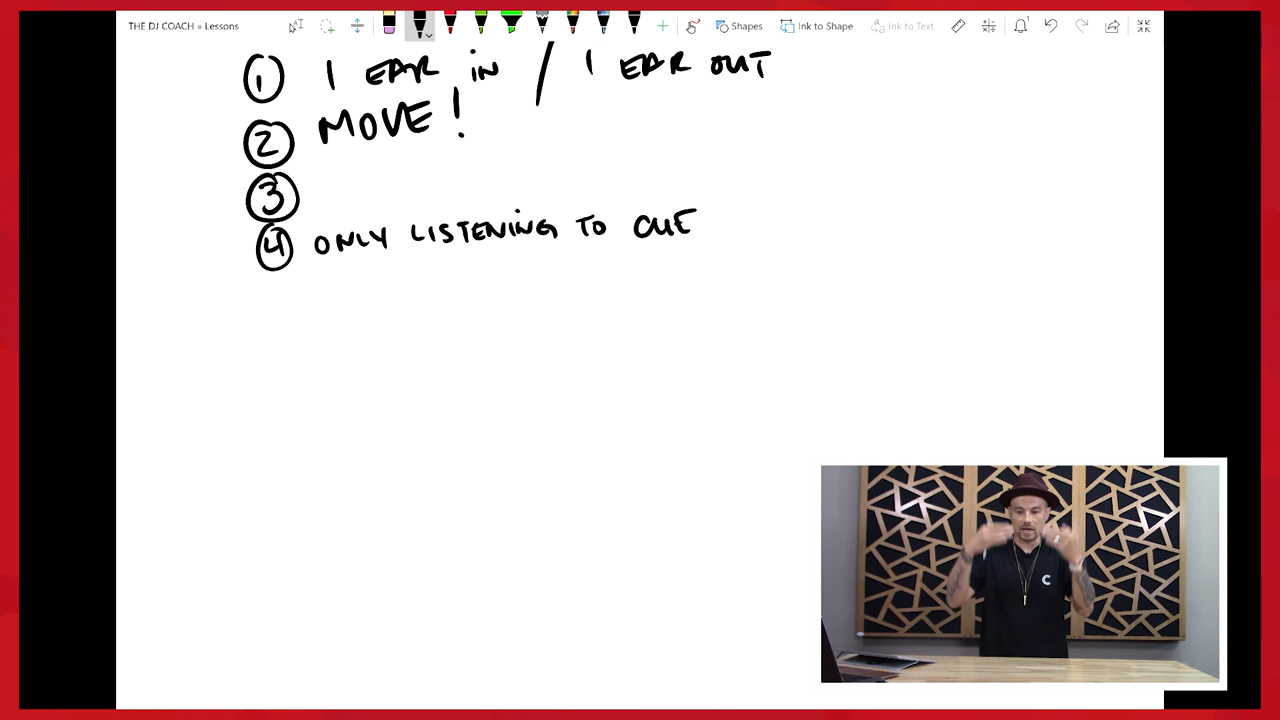 THE DJ COACH » Lessons
Shapes
Ink to Shape
Ink to Text
1 1 EAR IN / 1 EAR OUT
2 MOVE!
3
4 ONLY LISTENING TO CUE
C